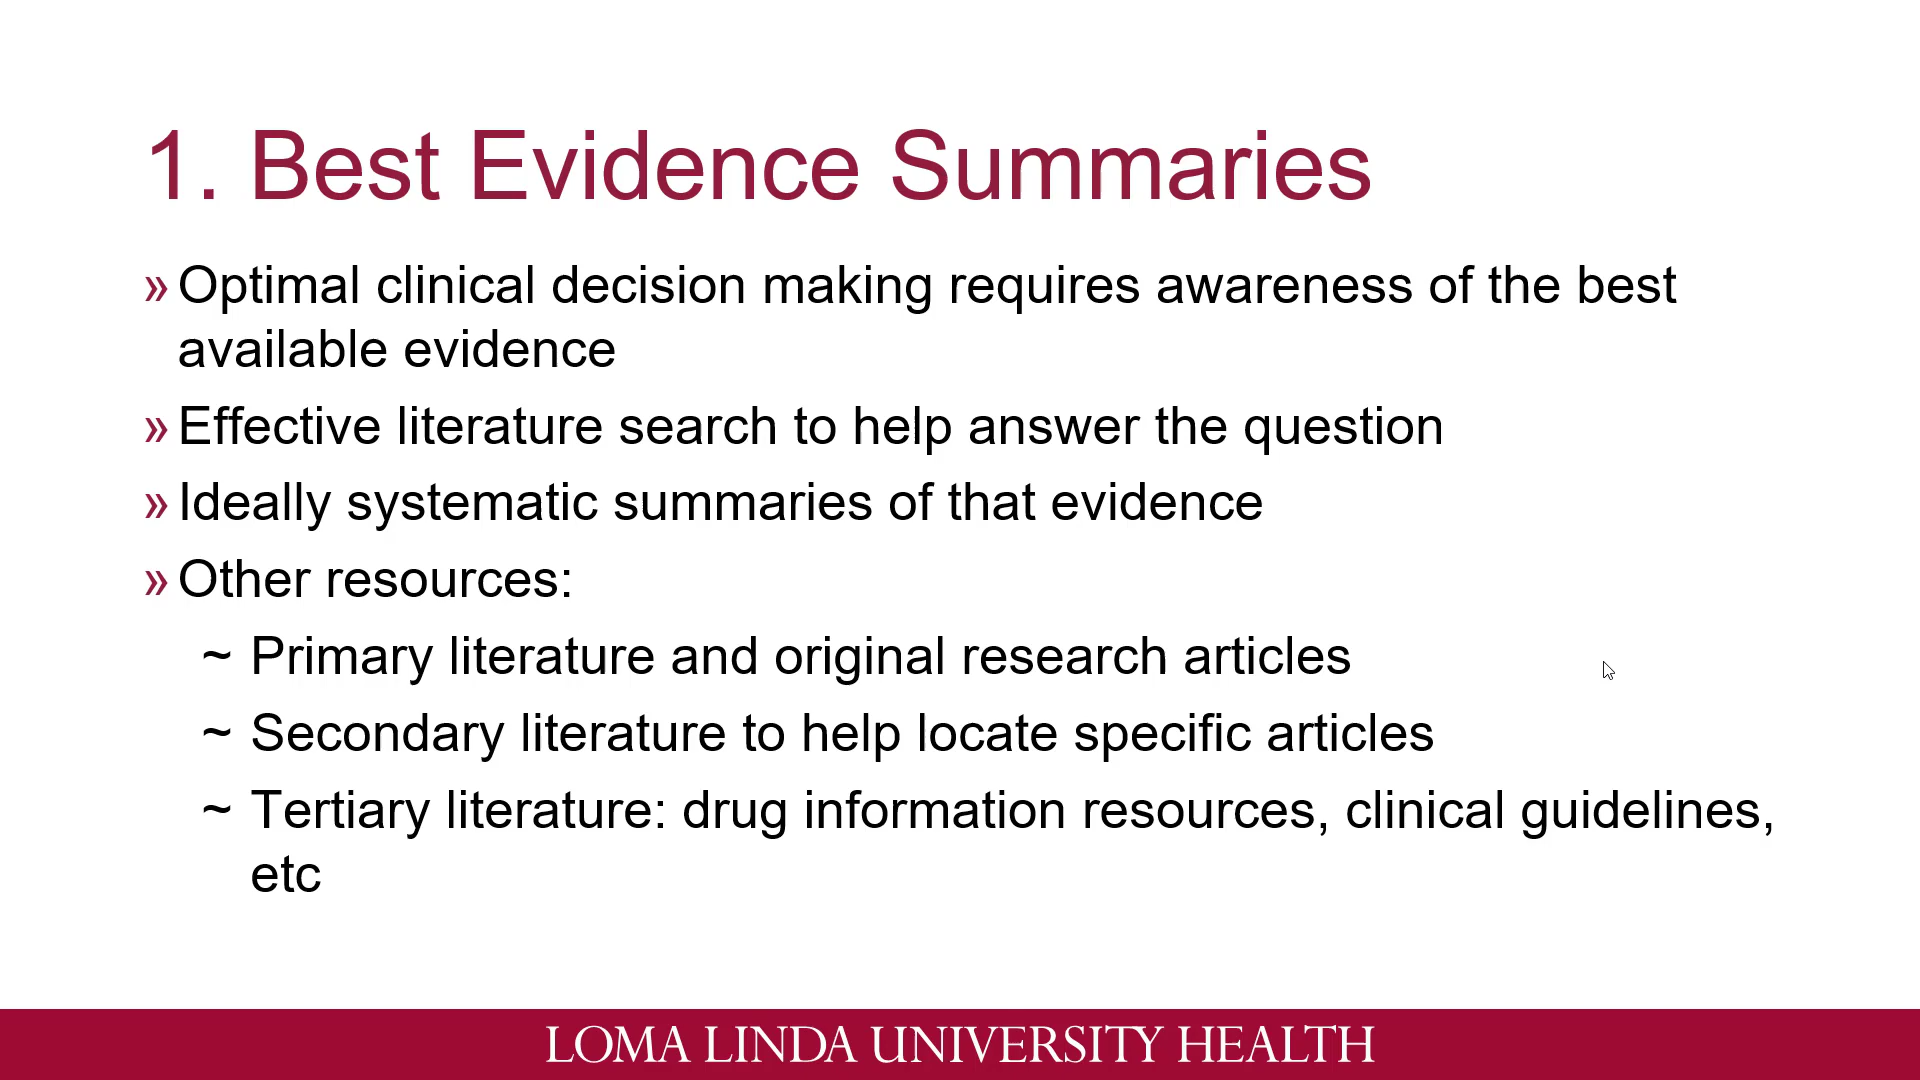 1. Best Evidence Summaries
» Optimal clinical decision making requires awareness of the best
available evidence
» Effective literature search to help answer the question
» Ideally systematic summaries of that evidence
» Other resources:
~ Primary literature and original research articles
~ Secondary literature to help locate specific articles
~ Tertiary literature: drug information resources, clinical guidelines,
etc
LOMA LINDA UNIVERSITY HEALTH